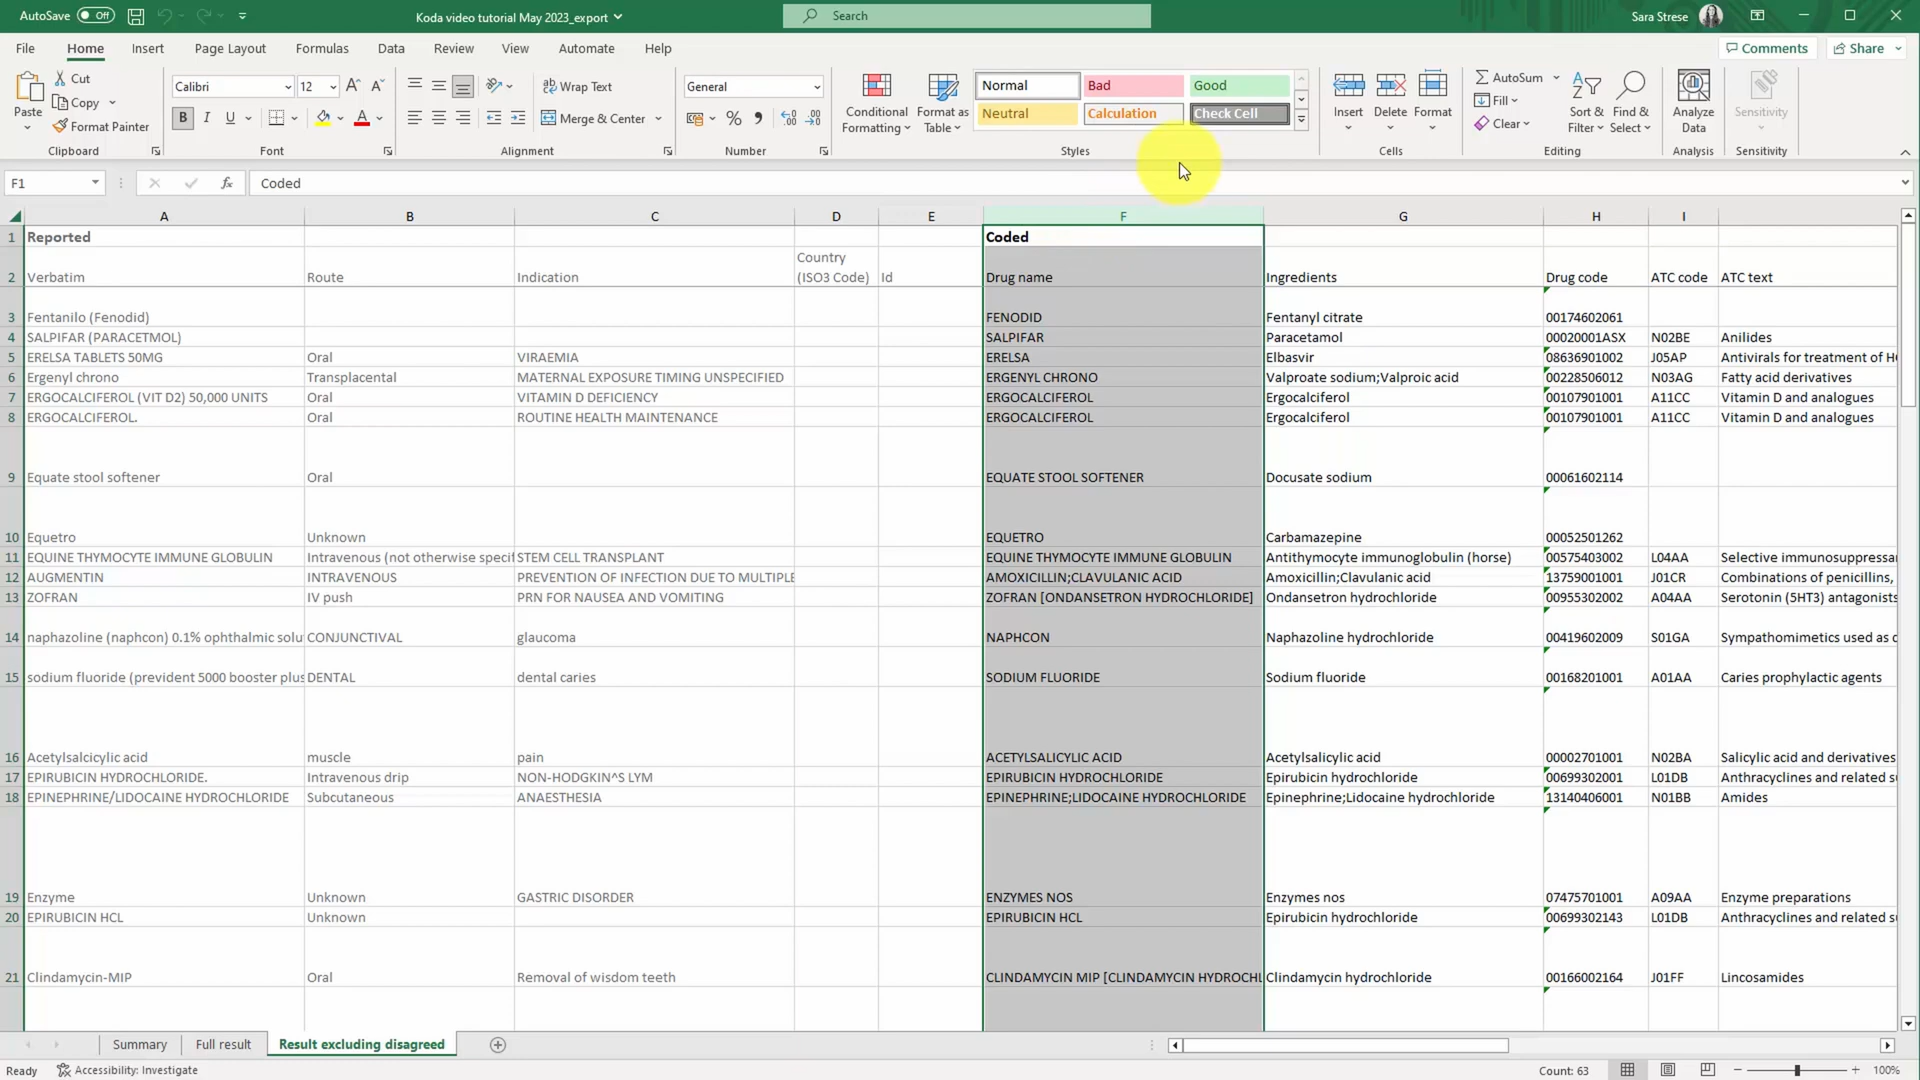 AutoSave Off Koda video tutorial May 2023_export Search Sara Strese
File Home Insert Page Layout Formulas Data Review View Automate Help Comments Share
Paste Cut Copy Format Painter Clipboard
Calibri 12 B I U A Font
Wrap Text Merge & Center Alignment
General % Number
Conditional Formatting Format as Table Normal Bad Good Neutral Calculation Check Cell Styles
Insert Delete Format Cells
AutoSum Fill Clear Sort & Filter Find & Select Editing
Analyze Data Analysis Sensitivity Sensitivity
F1 fx Coded
A B C D E F G H I
1 Reported Coded
2 Verbatim Route Indication Country (ISO3 Code) Id Drug name Ingredients Drug code ATC code ATC text
3 Fentanilo (Fenodid) FENODID Fentanyl citrate 00174602061
4 SALPIFAR (PARACETMOL) SALPIFAR Paracetamol 00020001ASX N02BE Anilides
5 ERELSA TABLETS 50MG Oral VIRAEMIA ERELSA Elbasvir 08636901002 J05AP Antivirals for treatment of H
6 Ergenyl chrono Transplacental MATERNAL EXPOSURE TIMING UNSPECIFIED ERGENYL CHRONO Valproate sodium;Valproic acid 00228506012 N03AG Fatty acid derivatives
7 ERGOCALCIFEROL (VIT D2) 50,000 UNITS Oral VITAMIN D DEFICIENCY ERGOCALCIFEROL Ergocalciferol 00107901001 A11CC Vitamin D and analogues
8 ERGOCALCIFEROL. Oral ROUTINE HEALTH MAINTENANCE ERGOCALCIFEROL Ergocalciferol 00107901001 A11CC Vitamin D and analogues
9 Equate stool softener Oral EQUATE STOOL SOFTENER Docusate sodium 00061602114
10 Equetro Unknown EQUETRO Carbamazepine 00052501262
11 EQUINE THYMOCYTE IMMUNE GLOBULIN Intravenous (not otherwise specif STEM CELL TRANSPLANT EQUINE THYMOCYTE IMMUNE GLOBULIN Antithymocyte immunoglobulin (horse) 00575403002 L04AA Selective immunosuppressa
12 AUGMENTIN INTRAVENOUS PREVENTION OF INFECTION DUE TO MULTIPLE AMOXICILLIN;CLAVULANIC ACID Amoxicillin;Clavulanic acid 13759001001 J01CR Combinations of penicillins,
13 ZOFRAN IV push PRN FOR NAUSEA AND VOMITING ZOFRAN [ONDANSETRON HYDROCHLORIDE] Ondansetron hydrochloride 00955302002 A04AA Serotonin (5HT3) antagonists
14 naphazoline (naphcon) 0.1% ophthalmic solu CONJUNCTIVAL glaucoma NAPHCON Naphazoline hydrochloride 00419602009 S01GA Sympathomimetics used as c
15 sodium fluoride (prevident 5000 booster plus DENTAL dental caries SODIUM FLUORIDE Sodium fluoride 00168201001 A01AA Caries prophylactic agents
16 Acetylsalcicylic acid muscle pain ACETYLSALICYLIC ACID Acetylsalicylic acid 00002701001 N02BA Salicylic acid and derivatives
17 EPIRUBICIN HYDROCHLORIDE. Intravenous drip NON-HODGKIN^S LYM EPIRUBICIN HYDROCHLORIDE Epirubicin hydrochloride 00699302001 L01DB Anthracyclines and related su
18 EPINEPHRINE/LIDOCAINE HYDROCHLORIDE Subcutaneous ANAESTHESIA EPINEPHRINE;LIDOCAINE HYDROCHLORIDE Epinephrine;Lidocaine hydrochloride 13140406001 N01BB Amides
19 Enzyme Unknown GASTRIC DISORDER ENZYMES NOS Enzymes nos 07475701001 A09AA Enzyme preparations
20 EPIRUBICIN HCL Unknown EPIRUBICIN HCL Epirubicin hydrochloride 00699302143 L01DB Anthracyclines and related su
21 Clindamycin-MIP Oral Removal of wisdom teeth CLINDAMYCIN MIP [CLINDAMYCIN HYDROCHL Clindamycin hydrochloride 00166002164 J01FF Lincosamides
Summary Full result Result excluding disagreed
Ready Accessibility: Investigate Count: 63 100%